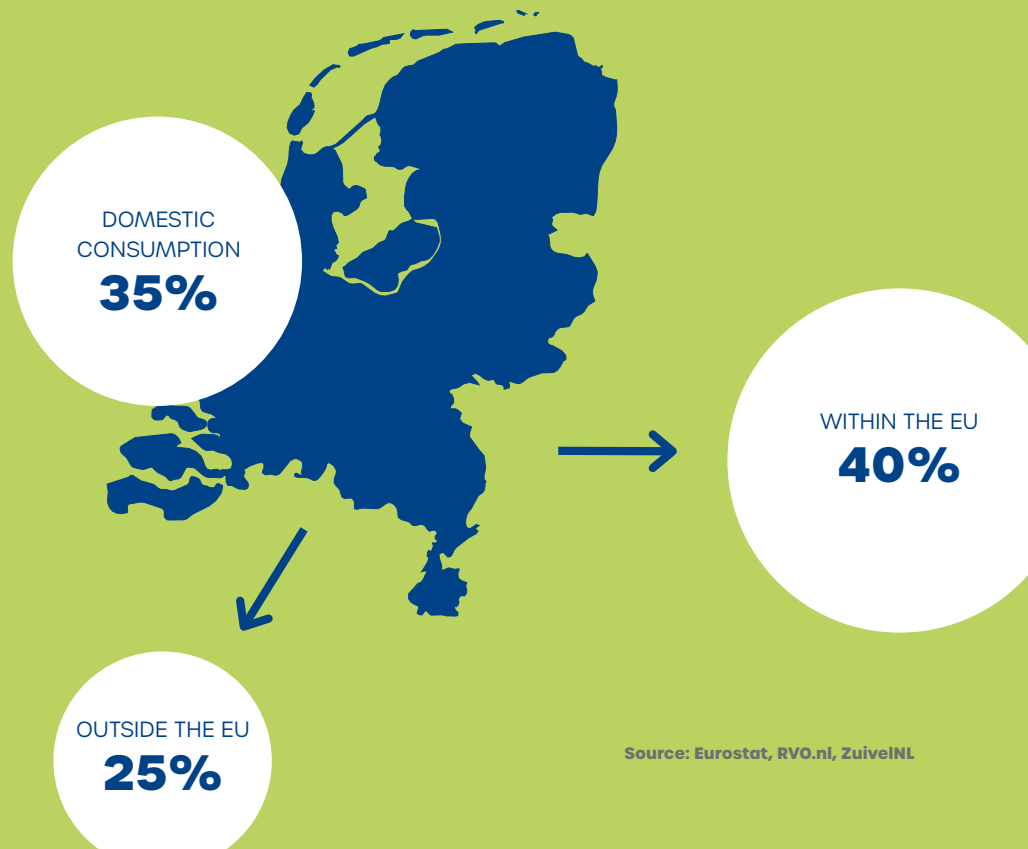 DOMESTIC
CONSUMPTION
35%
WITHIN THE EU
40%
OUTSIDE THE EU
25%
Source: Eurostat, RVO.nl, ZuivelNL